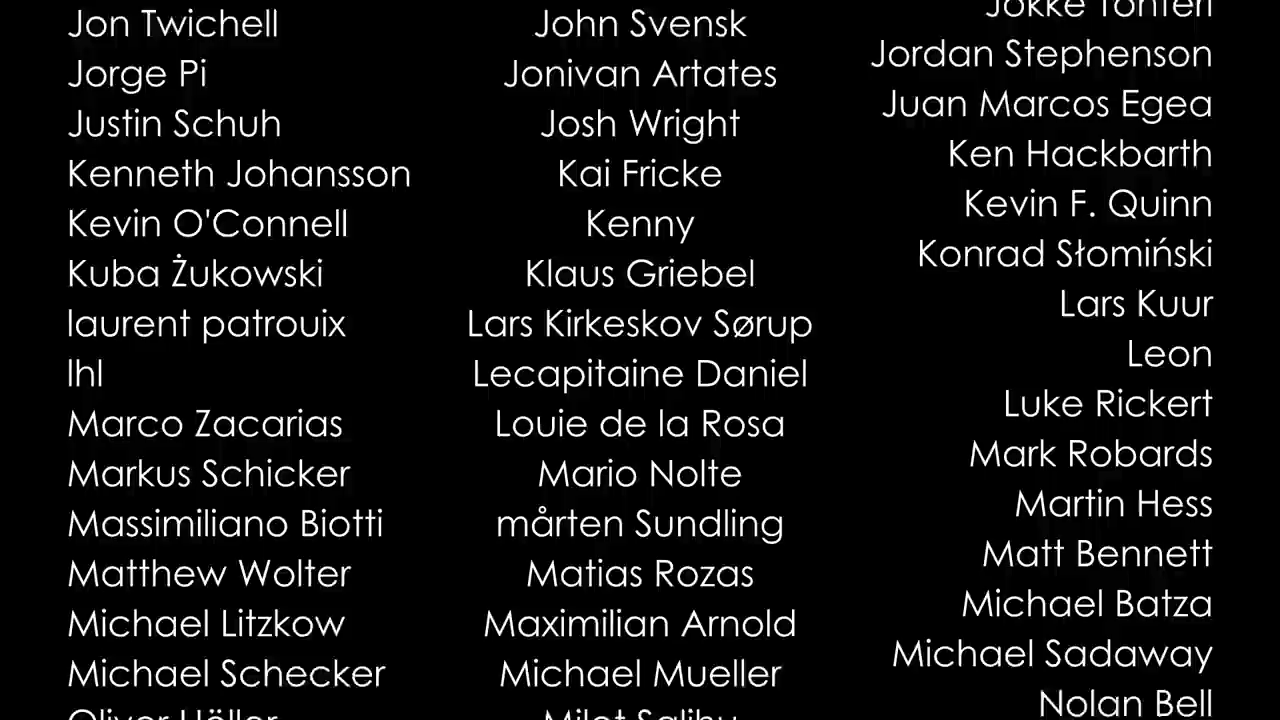 Jon Twichell
Jorge Pi
Justin Schuh
Kenneth Johansson
Kevin O'Connell
Kuba Żukowski
laurent patrouix
lhl
Marco Zacarias
Markus Schicker
Massimiliano Biotti
Matthew Wolter
Michael Litzkow
Michael Schecker
Oliver Höller
John Svensk
Jonivan Artates
Josh Wright
Kai Fricke
Kenny
Klaus Griebel
Lars Kirkeskov Sørup
Lecapitaine Daniel
Louie de la Rosa
Mario Nolte
mårten Sundling
Matias Rozas
Maximilian Arnold
Michael Mueller
Milot
Jokke
Jordan Stephenson
Juan Marcos Egea
Ken Hackbarth
Kevin F. Quinn
Konrad Słomiński
Lars Kuur
Leon
Luke Rickert
Mark Robards
Martin Hess
Matt Bennett
Michael Batza
Michael Sadaway
Nolan Bell